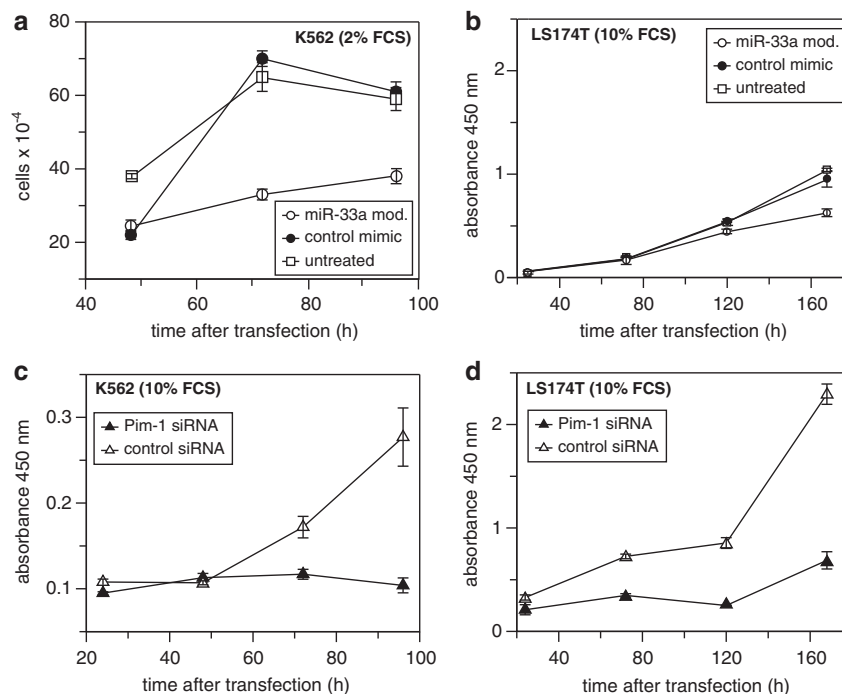 a
K562 (2% FCS)
80
60
40
20
cells x 10⁻⁴
miR-33a mod.
control mimic
untreated
40 60 80 100
time after transfection (h)
b
LS174T (10% FCS)
2
1
0
absorbance 450 nm
miR-33a mod.
control mimic
untreated
0 40 80 120 160
time after transfection (h)
c
K562 (10% FCS)
0.3
0.2
0.1
absorbance 450 nm
Pim-1 siRNA
control siRNA
20 40 60 80 100
time after transfection (h)
d
LS174T (10% FCS)
2
1
0
absorbance 450 nm
Pim-1 siRNA
control siRNA
40 80 120 160
time after transfection (h)